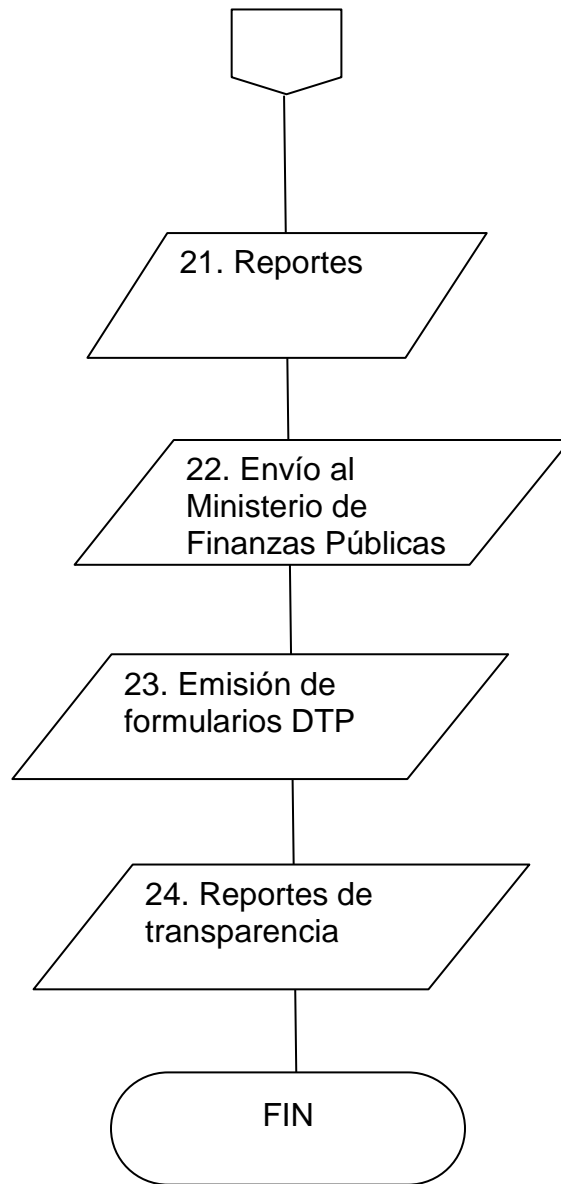 21. Reportes
22. Envío al
Ministerio de
Finanzas Públicas
23. Emisión de
formularios DTP
24. Reportes de
transparencia
FIN